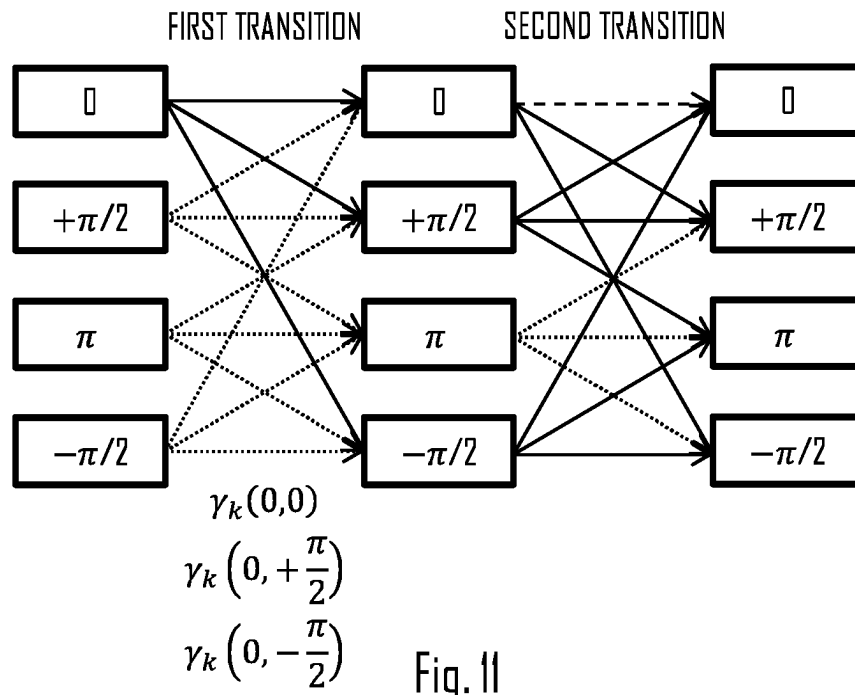 FIRST TRANSITION SECOND TRANSITION
0 0 0
+π/2 +π/2 +π/2
π π π
−π/2 −π/2 −π/2
γₖ(0,0)
γₖ(0, +π/2)
γₖ(0, −π/2)
Fig. 11